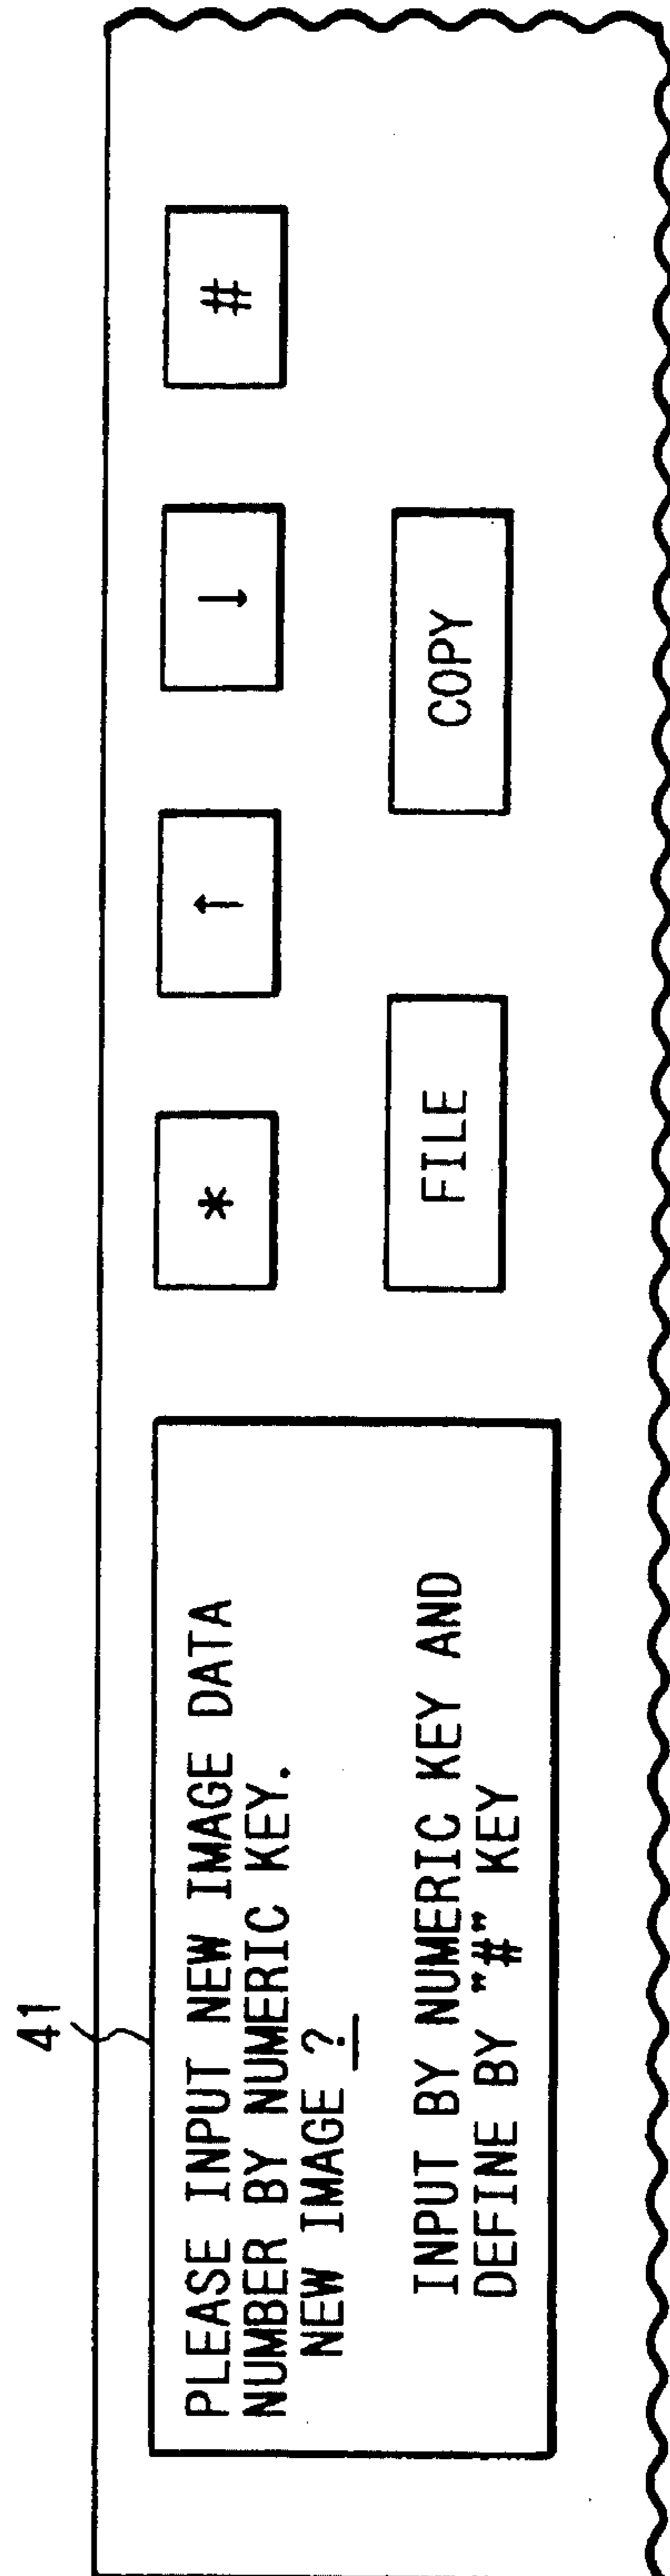 41
PLEASE INPUT NEW IMAGE DATA
NUMBER BY NUMERIC KEY.
NEW IMAGE ?
INPUT BY NUMERIC KEY AND
DEFINE BY "#" KEY
* ↑ ↓ #
FILE COPY